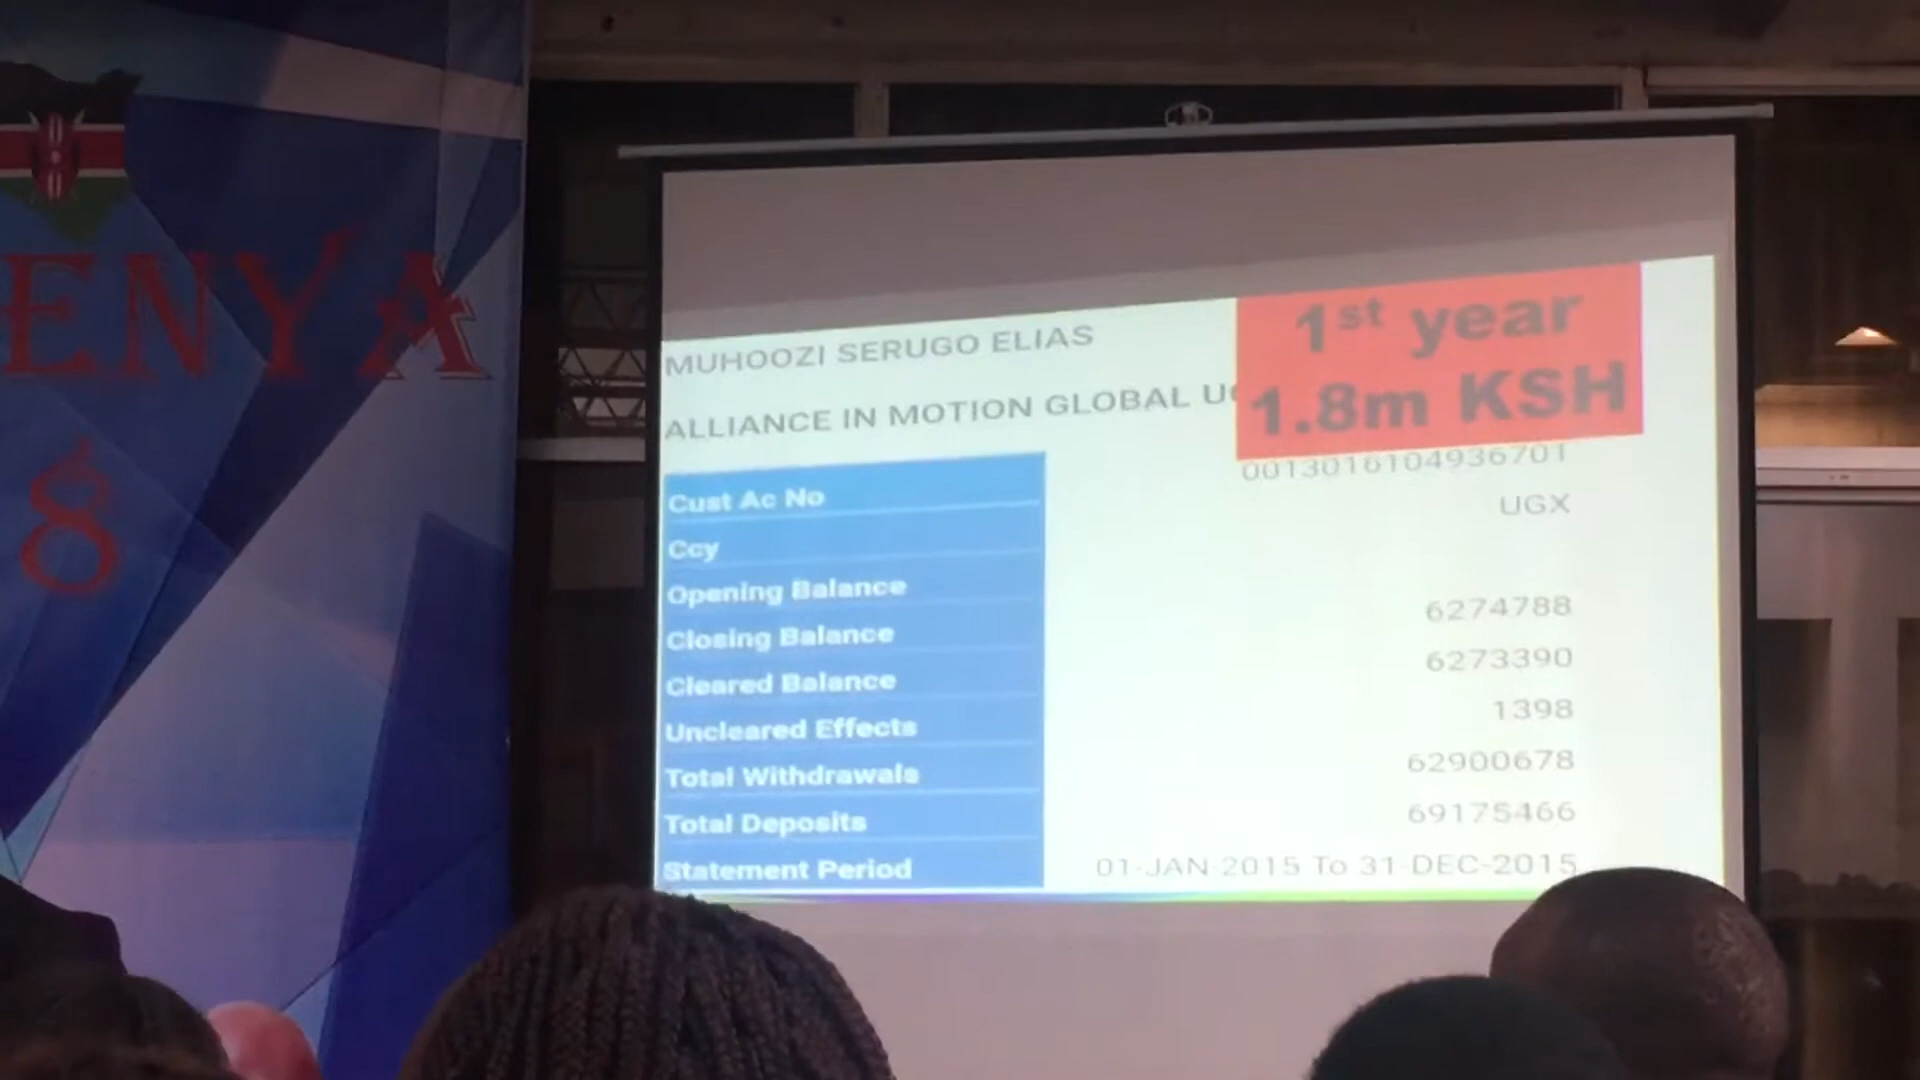 ENYA
8
MUHOOZI SERUGO ELIAS
ALLIANCE IN MOTION GLOBAL
1st year
1.8m KSH
Cust Ac No 0013016104936701
Ccy UGX
Opening Balance
Closing Balance 6274788
Cleared Balance 6273390
Uncleared Effects 1398
Total Withdrawals 62900678
Total Deposits 69175466
Statement Period 01-JAN-2015 To 31-DEC-2015